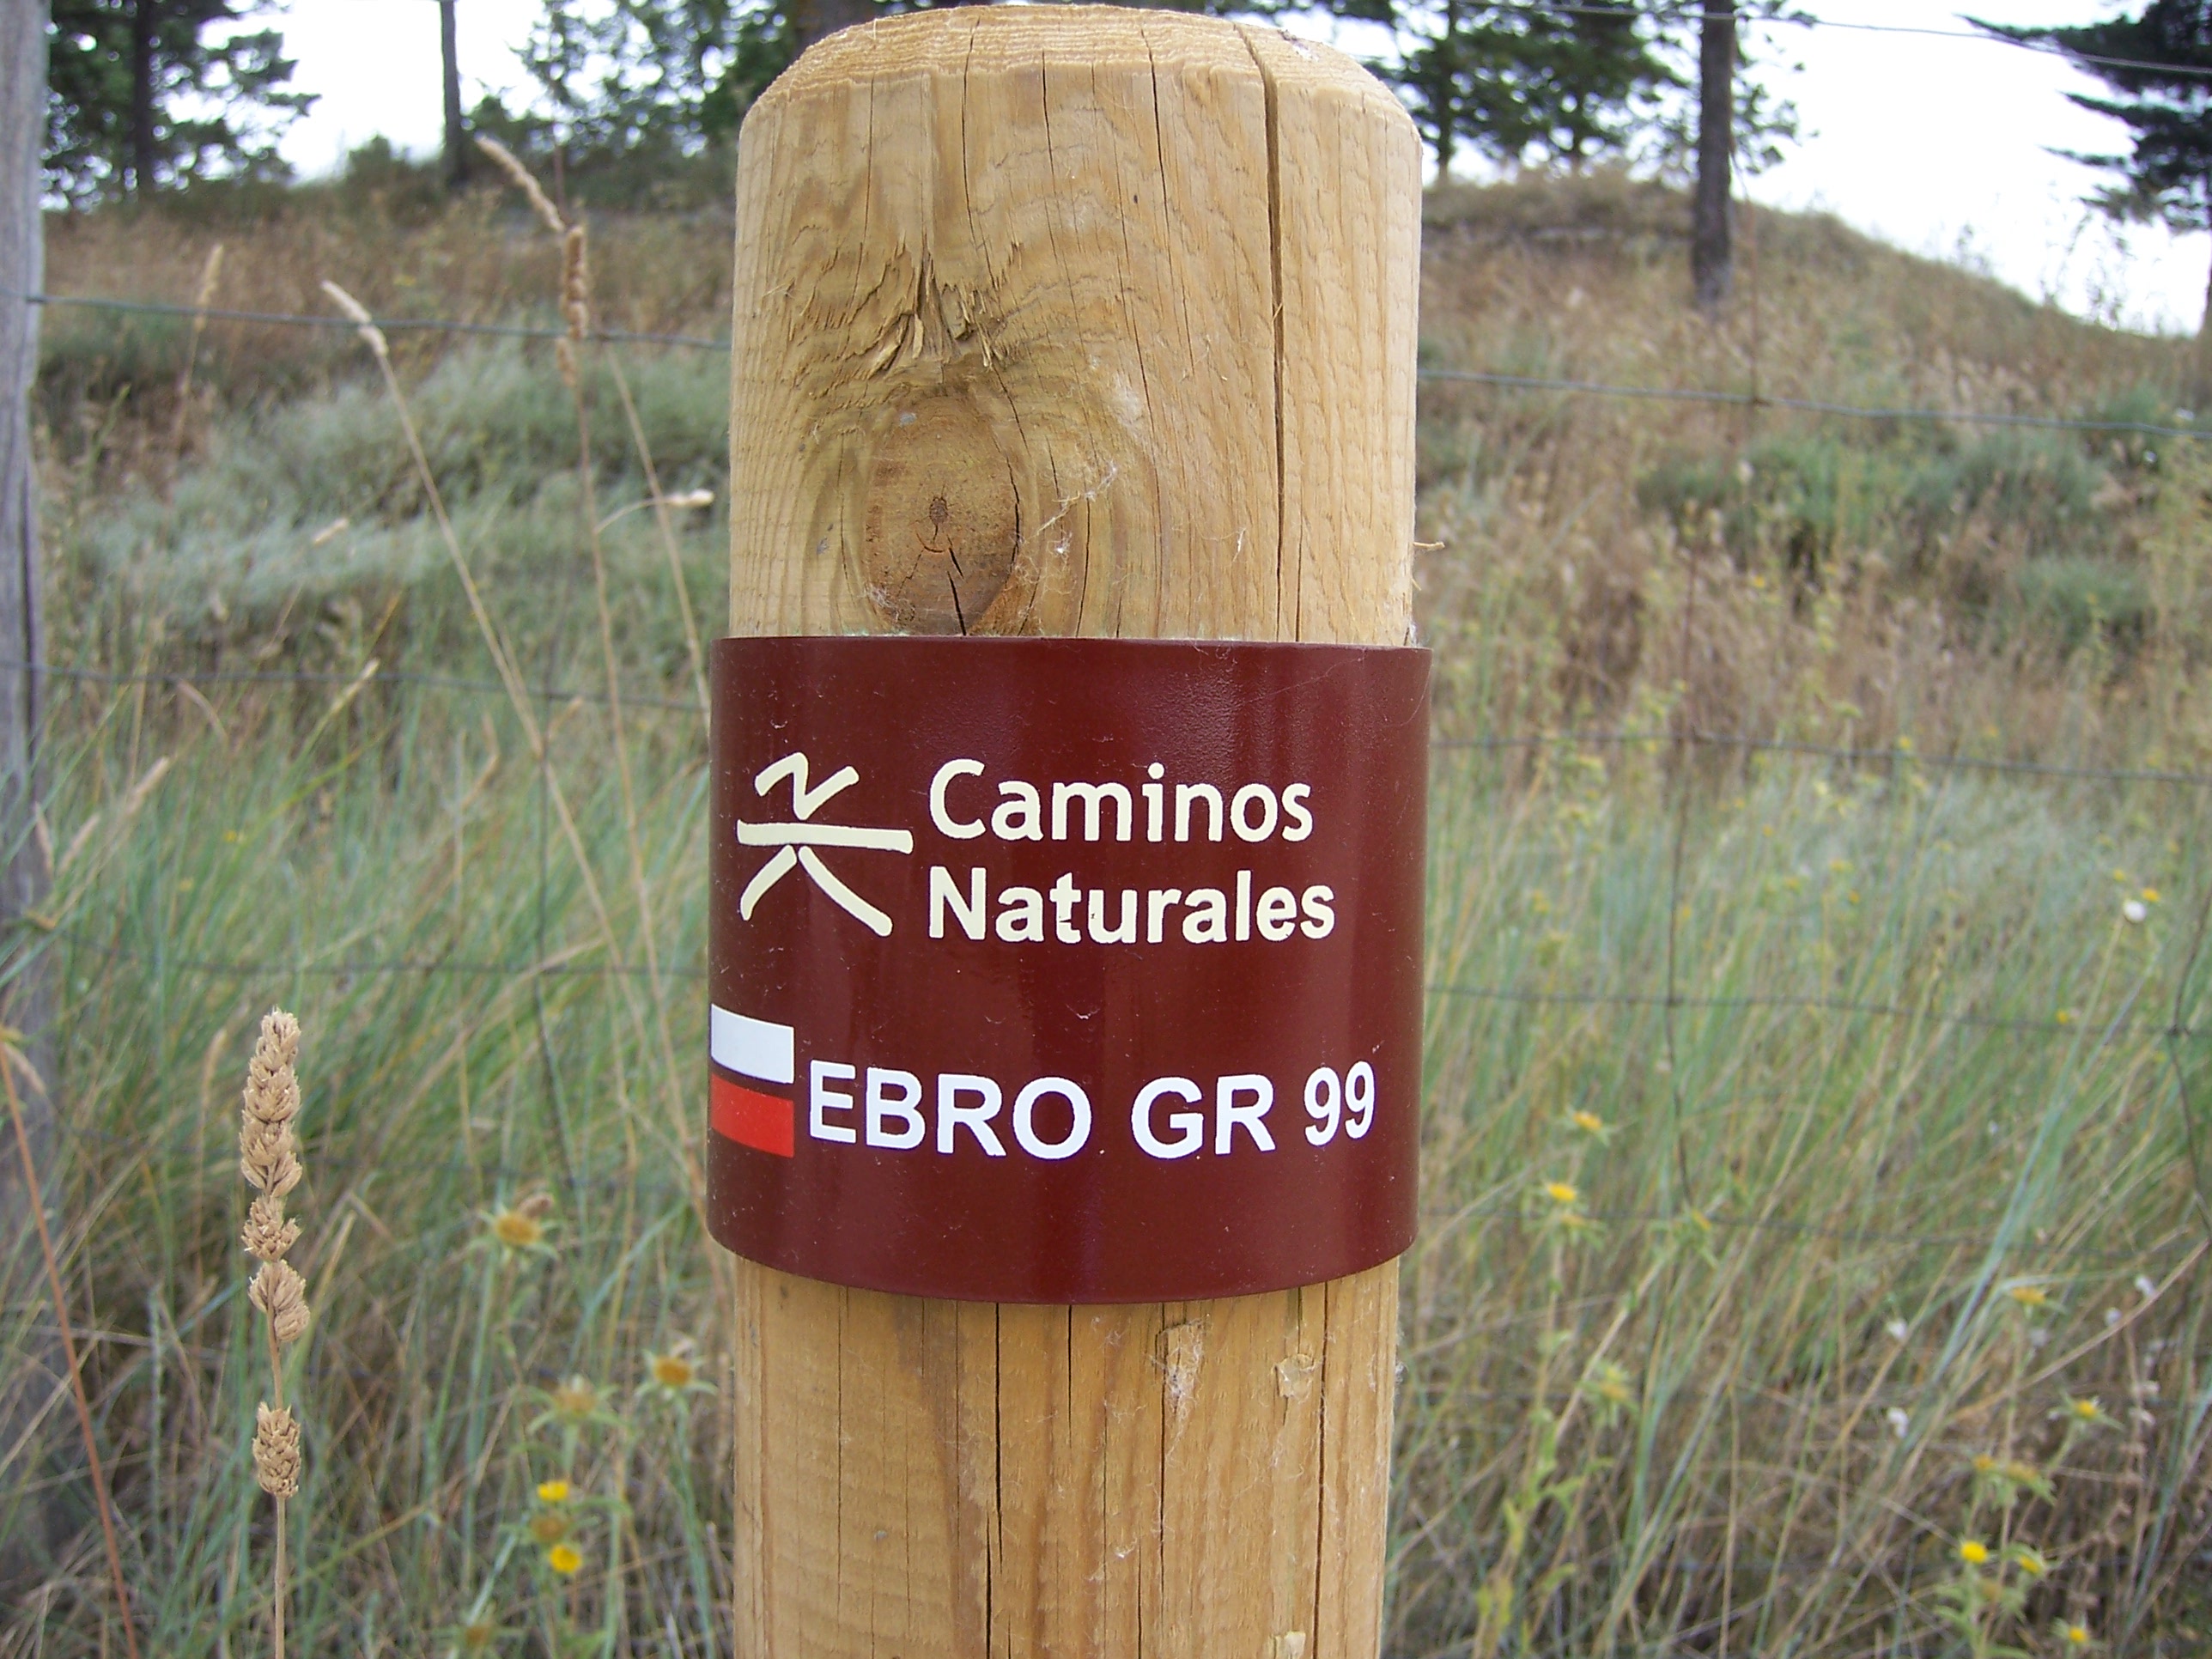 Caminos
Naturales
EBRO GR 99